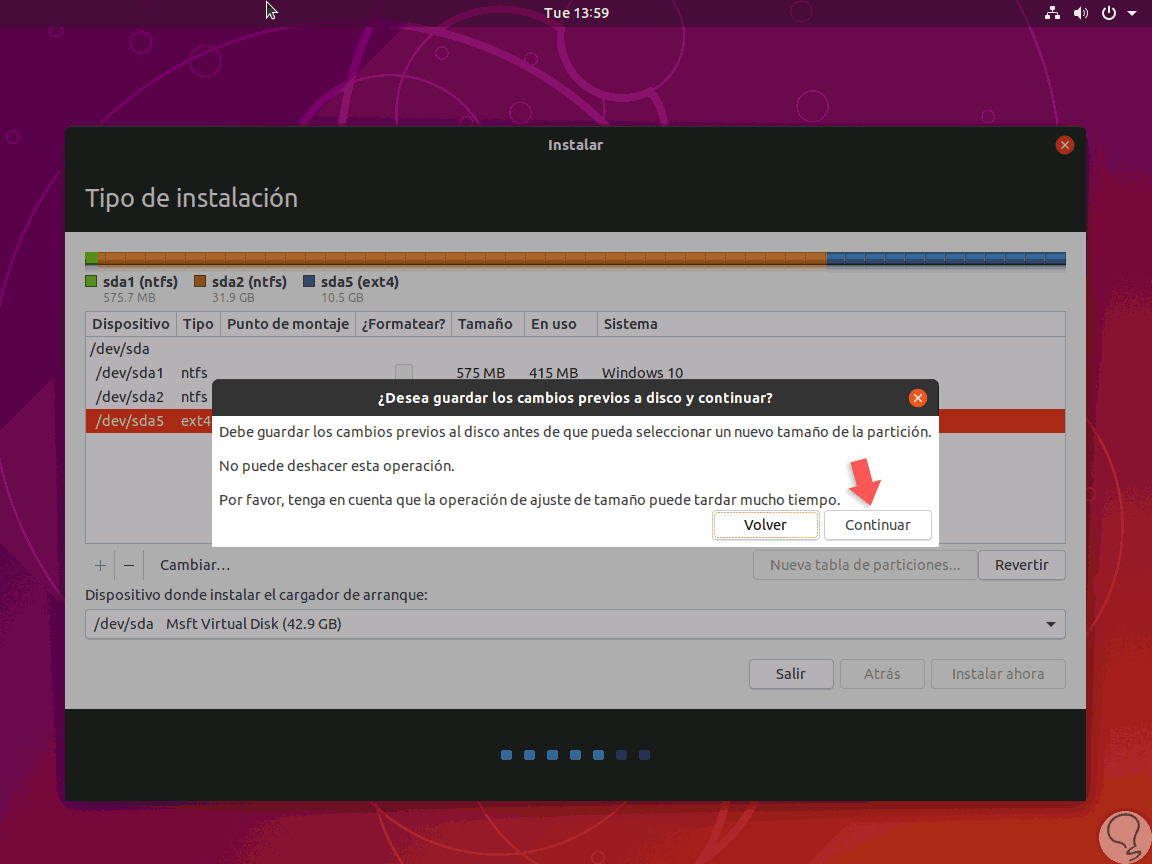 Tue 13:59
Instalar
Tipo de instalación
sda1 (ntfs) sda2 (ntfs) sda5 (ext4)
575.7 MB 31.9 GB 10.5 GB
Dispositivo Tipo Punto de montaje ¿Formatear? Tamaño En uso Sistema
/dev/sda
/dev/sda1 ntfs 575 MB 415 MB Windows 10
/dev/sda2 ntfs
/dev/sda5 ext4
¿Desea guardar los cambios previos a disco y continuar?
Debe guardar los cambios previos al disco antes de que pueda seleccionar un nuevo tamaño de la partición.
No puede deshacer esta operación.
Por favor, tenga en cuenta que la operación de ajuste de tamaño puede tardar mucho tiempo.
Volver Continuar
+ − Cambiar... Nueva tabla de particiones... Revertir
Dispositivo donde instalar el cargador de arranque:
/dev/sda Msft Virtual Disk (42.9 GB)
Salir Atrás Instalar ahora